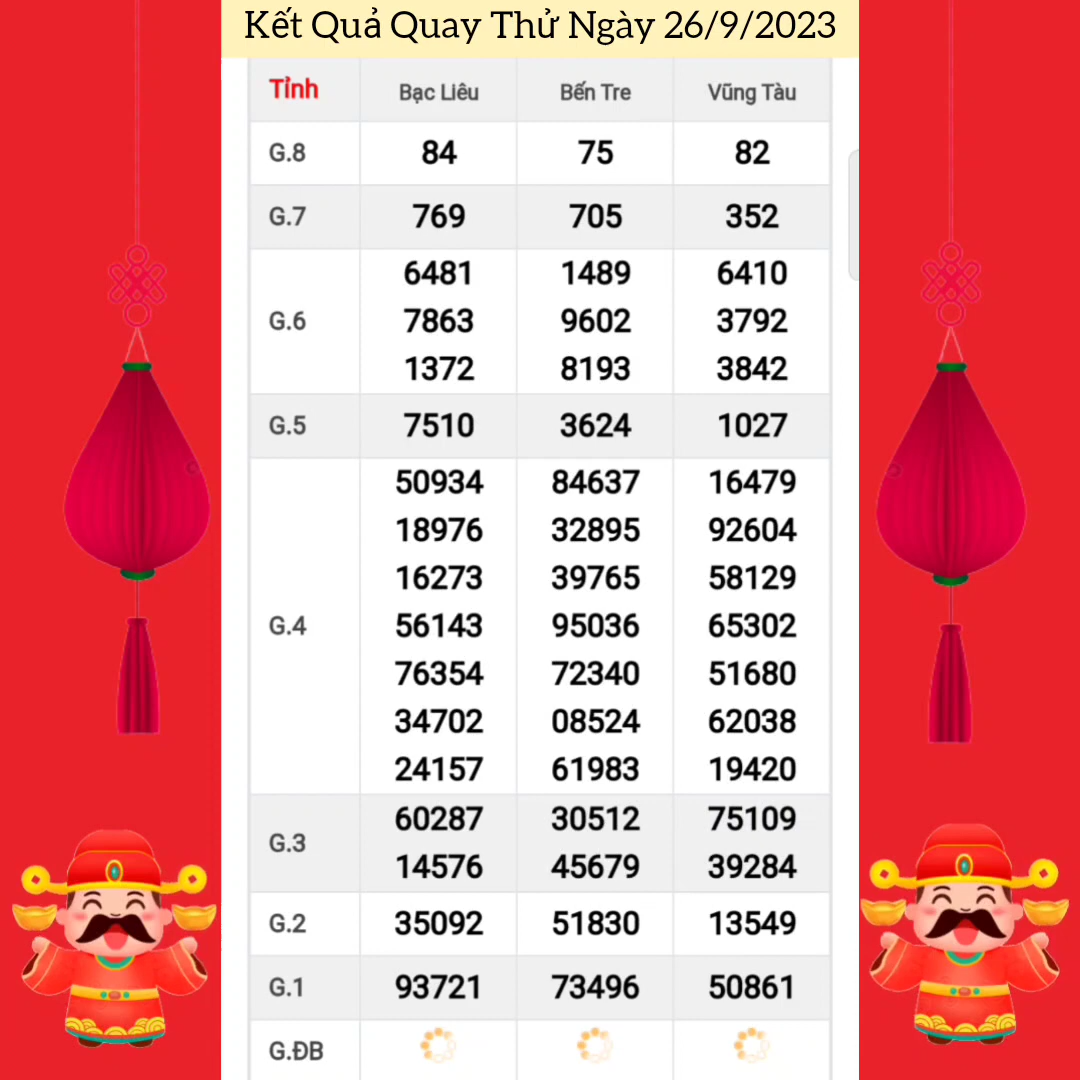 Kết Quả Quay Thử Ngày 26/9/2023
Tỉnh Bạc Liêu Bến Tre Vũng Tàu
G.8 84 75 82
G.7 769 705 352
6481 1489 6410
G.6 7863 9602 3792
1372 8193 3842
G.5 7510 3624 1027
50934 84637 16479
18976 32895 92604
16273 39765 58129
G.4 56143 95036 65302
76354 72340 51680
34702 08524 62038
24157 61983 19420
60287 30512 75109
G.3
14576 45679 39284
G.2 35092 51830 13549
G.1 93721 73496 50861
G.ĐB